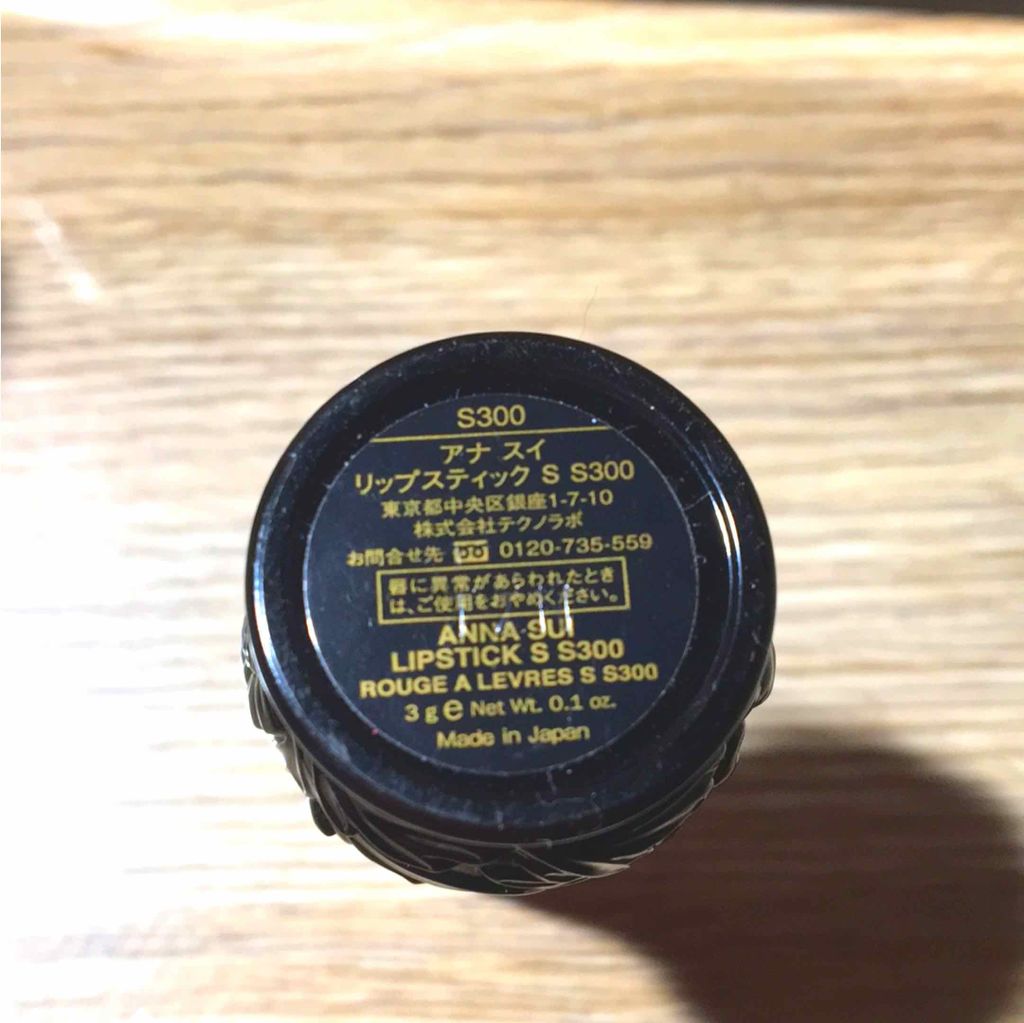 S300
アナ スイ
リップスティック S S300
東京都中央区銀座1-7-10
株式会社テクノラボ
お問合せ先 0120-735-559
唇に異常があらわれたとき
は、ご使用をおやめください。
ANNA SUI
LIPSTICK S S300
ROUGE A LEVRES S S300
3 g e Net Wt. 0.1 oz.
Made in Japan